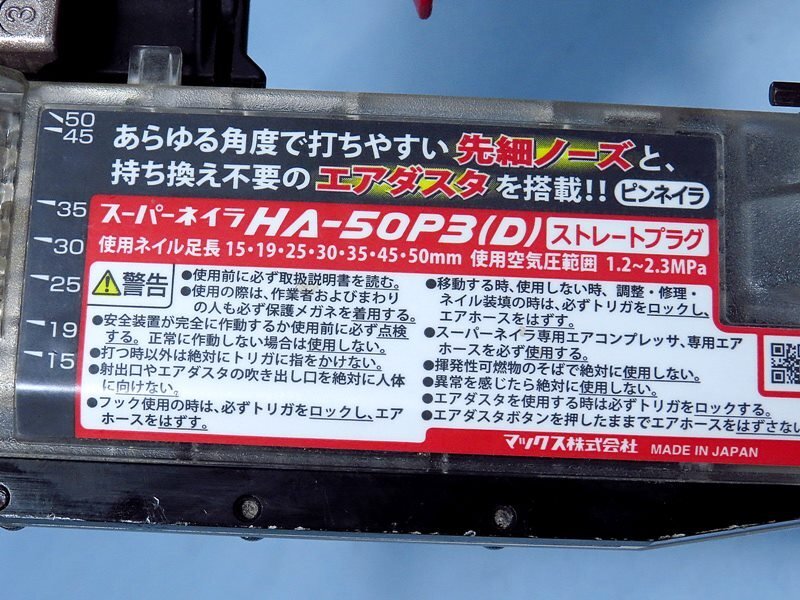 50
45
35
30
25
19
15
あらゆる角度で打ちやすい先細ノーズと、
持ち換え不要のエアダスタを搭載!! ピンネイラ
スーパーネイラ HA-50P3(D) ストレートプラグ
使用ネイル足長 15・19・25・30・35・45・50mm 使用空気圧範囲 1.2~2.3MPa
警告
●使用前に必ず取扱説明書を読む。
●使用の際は、作業者およびまわり
の人も必ず保護メガネを着用する。
●安全装置が完全に作動するか使用前に必ず点検
する。正常に作動しない場合は使用しない。
●打つ時以外は絶対にトリガに指をかけない。
●射出口やエアダスタの吹き出し口を絶対に人体
に向けない。
●フック使用の時は、必ずトリガをロックし、エア
ホースをはずす。
●移動する時、使用しない時、調整・修理・
ネイル装填の時は、必ずトリガをロックし、
エアホースをはずす。
●スーパーネイラ専用エアコンプレッサ、専用エア
ホースを必ず使用する。
●揮発性可燃物のそばで絶対に使用しない。
●異常を感じたら絶対に使用しない。
●エアダスタを使用する時は必ずトリガをロックする。
●エアダスタボタンを押したままでエアホースをはずさない
マックス株式会社 MADE IN JAPAN